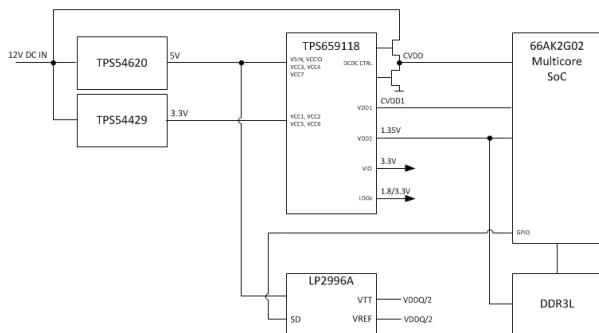 12V DC IN
TPS54620
5V
TPS54429
3.3V
TPS659118
VSIN, VCCIO
VCC3, VCC4
VCC7
VCC1, VCC2
VCC5, VCC6
DCDC CTRL
VDD1
VDD2
VIO
LDOs
CVDD
CVDD1
1.35V
3.3V
1.8/3.3V
66AK2G02
Multicore
SoC
GPIO
LP2996A
VTT
VDDQ/2
SD
VREF
VDDQ/2
DDR3L